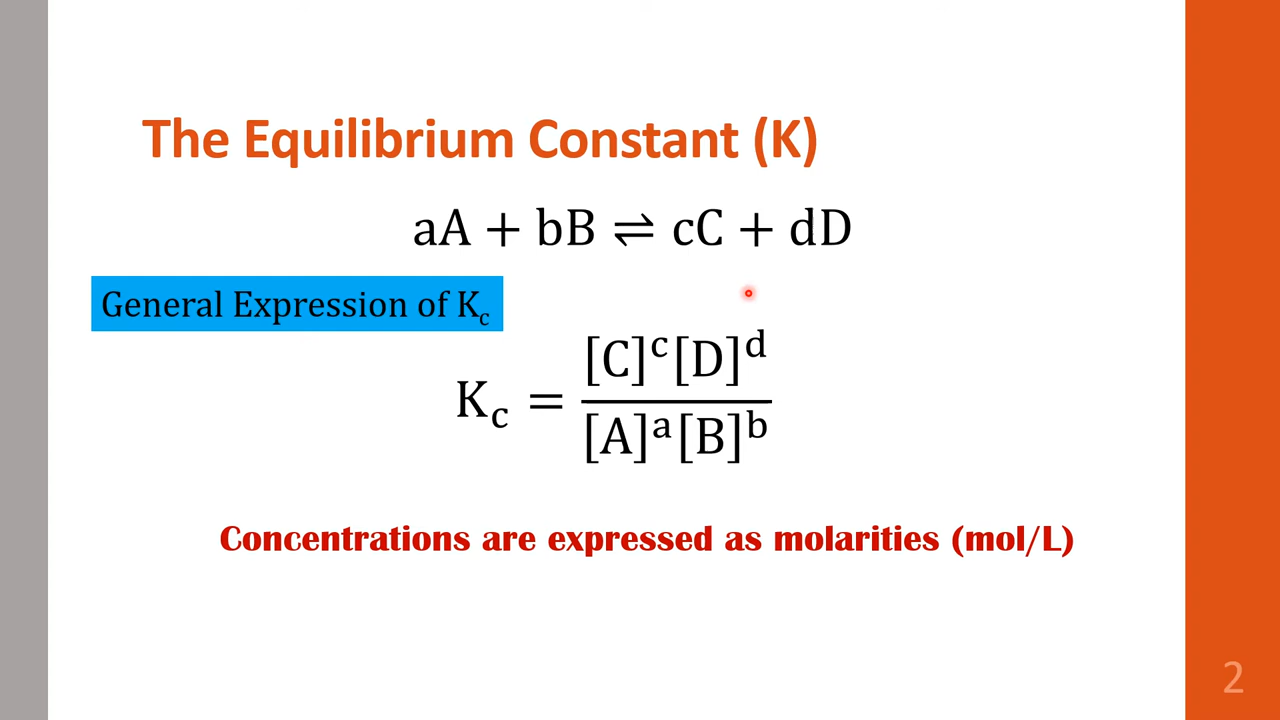 The Equilibrium Constant (K)
aA + bB ⇌ cC + dD
General Expression of K_c
K_c = \frac{[C]^c[D]^d}{[A]^a[B]^b}
Concentrations are expressed as molarities (mol/L)
2